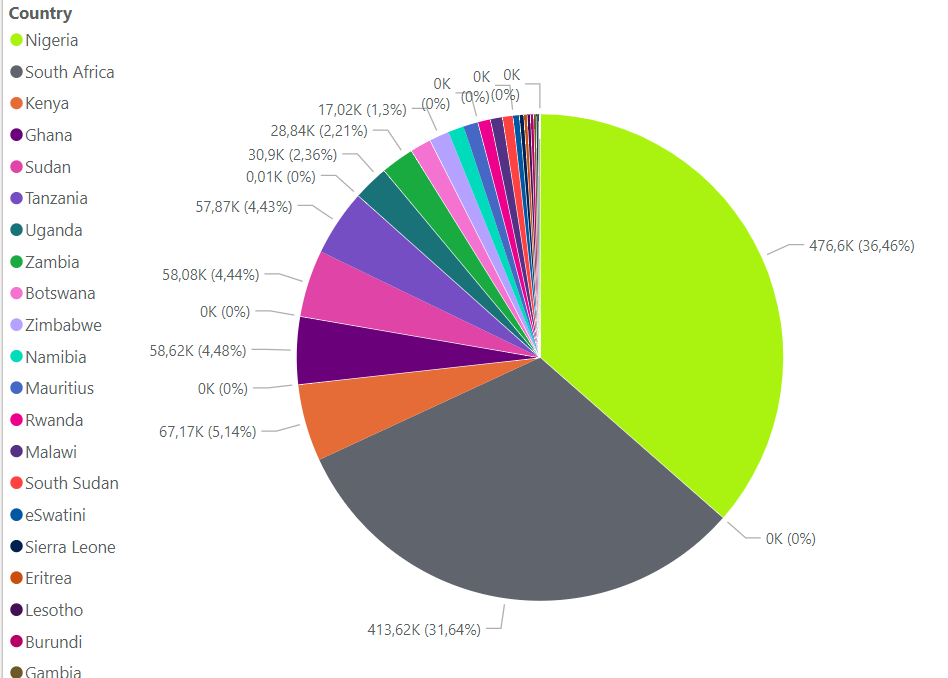 Country
Nigeria
South Africa
Kenya
Ghana
Sudan
Tanzania
Uganda
Zambia
Botswana
Zimbabwe
Namibia
Mauritius
Rwanda
Malawi
South Sudan
eSwatini
Sierra Leone
Eritrea
Lesotho
Burundi
Gambia
0K
(0%)
0K
(0%)
0K
(0%)
17,02K (1,3%)
28,84K (2,21%)
30,9K (2,36%)
0,01K (0%)
57,87K (4,43%)
58,08K (4,44%)
0K (0%)
58,62K (4,48%)
0K (0%)
67,17K (5,14%)
413,62K (31,64%)
476,6K (36,46%)
0K (0%)